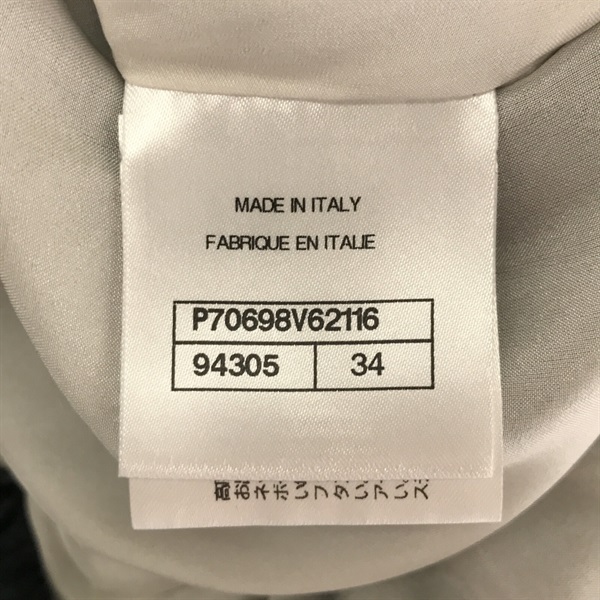 MADE IN ITALY
FABRIQUE EN ITALIE
P70698V62116
94305 34